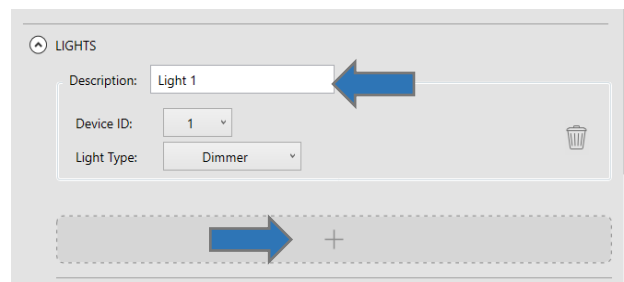 LIGHTS
Description: Light 1
Device ID: 1
Light Type: Dimmer
+